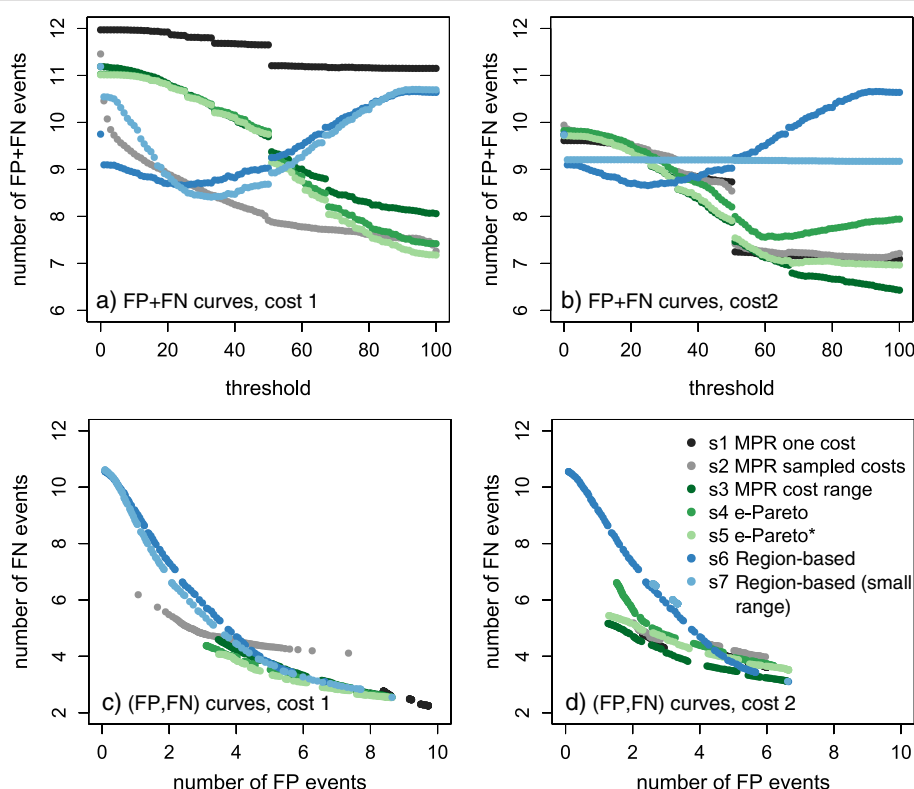 12
11
10
9
8
7
6
number of FP+FN events
a) FP+FN curves, cost 1
0 20 40 60 80 100
threshold
12
11
10
9
8
7
6
number of FP+FN events
b) FP+FN curves, cost2
0 20 40 60 80 100
threshold
12
10
8
6
4
2
number of FN events
c) (FP,FN) curves, cost 1
0 2 4 6 8 10
number of FP events
12
10
8
6
4
2
number of FN events
s1 MPR one cost
s2 MPR sampled costs
s3 MPR cost range
s4 e-Pareto
s5 e-Pareto*
s6 Region-based
s7 Region-based (small
range)
d) (FP,FN) curves, cost 2
0 2 4 6 8 10
number of FP events